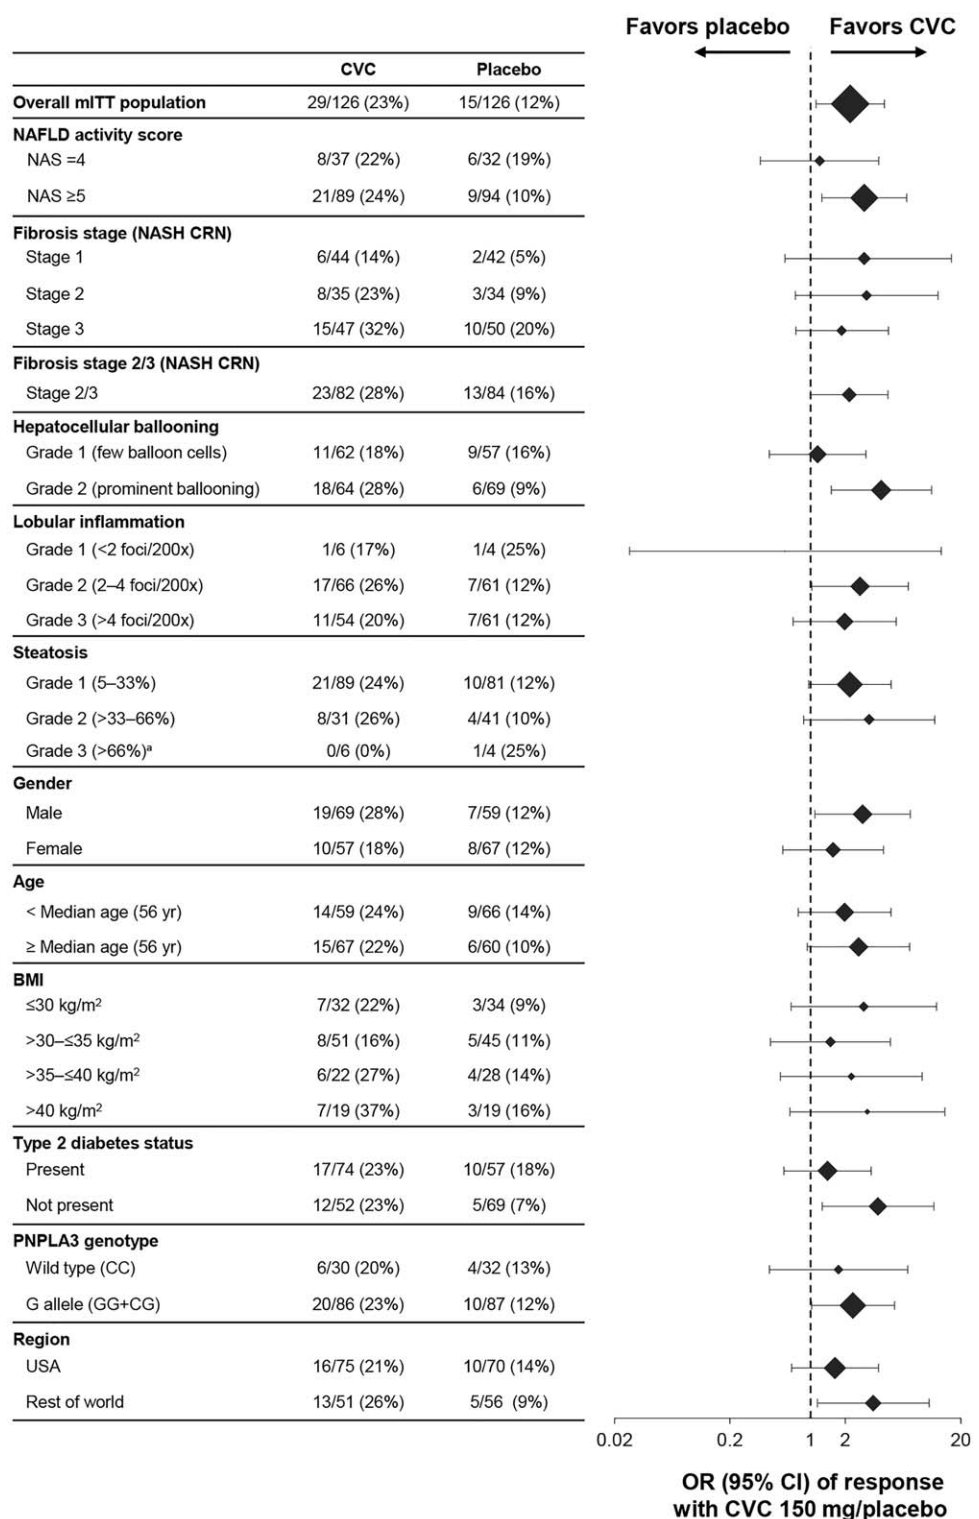 Favors placebo Favors CVC
CVC Placebo
Overall mITT population 29/126 (23%) 15/126 (12%)
NAFLD activity score
NAS =4 8/37 (22%) 6/32 (19%)
NAS ≥5 21/89 (24%) 9/94 (10%)
Fibrosis stage (NASH CRN)
Stage 1 6/44 (14%) 2/42 (5%)
Stage 2 8/35 (23%) 3/34 (9%)
Stage 3 15/47 (32%) 10/50 (20%)
Fibrosis stage 2/3 (NASH CRN)
Stage 2/3 23/82 (28%) 13/84 (16%)
Hepatocellular ballooning
Grade 1 (few balloon cells) 11/62 (18%) 9/57 (16%)
Grade 2 (prominent ballooning) 18/64 (28%) 6/69 (9%)
Lobular inflammation
Grade 1 (<2 foci/200x) 1/6 (17%) 1/4 (25%)
Grade 2 (2–4 foci/200x) 17/66 (26%) 7/61 (12%)
Grade 3 (>4 foci/200x) 11/54 (20%) 7/61 (12%)
Steatosis
Grade 1 (5–33%) 21/89 (24%) 10/81 (12%)
Grade 2 (>33–66%) 8/31 (26%) 4/41 (10%)
Grade 3 (>66%)ᵃ 0/6 (0%) 1/4 (25%)
Gender
Male 19/69 (28%) 7/59 (12%)
Female 10/57 (18%) 8/67 (12%)
Age
< Median age (56 yr) 14/59 (24%) 9/66 (14%)
≥ Median age (56 yr) 15/67 (22%) 6/60 (10%)
BMI
≤30 kg/m² 7/32 (22%) 3/34 (9%)
>30–≤35 kg/m² 8/51 (16%) 5/45 (11%)
>35–≤40 kg/m² 6/22 (27%) 4/28 (14%)
>40 kg/m² 7/19 (37%) 3/19 (16%)
Type 2 diabetes status
Present 17/74 (23%) 10/57 (18%)
Not present 12/52 (23%) 5/69 (7%)
PNPLA3 genotype
Wild type (CC) 6/30 (20%) 4/32 (13%)
G allele (GG+CG) 20/86 (23%) 10/87 (12%)
Region
USA 16/75 (21%) 10/70 (14%)
Rest of world 13/51 (26%) 5/56 (9%)
0.02 0.2 1 2 20
OR (95% CI) of response
with CVC 150 mg/placebo